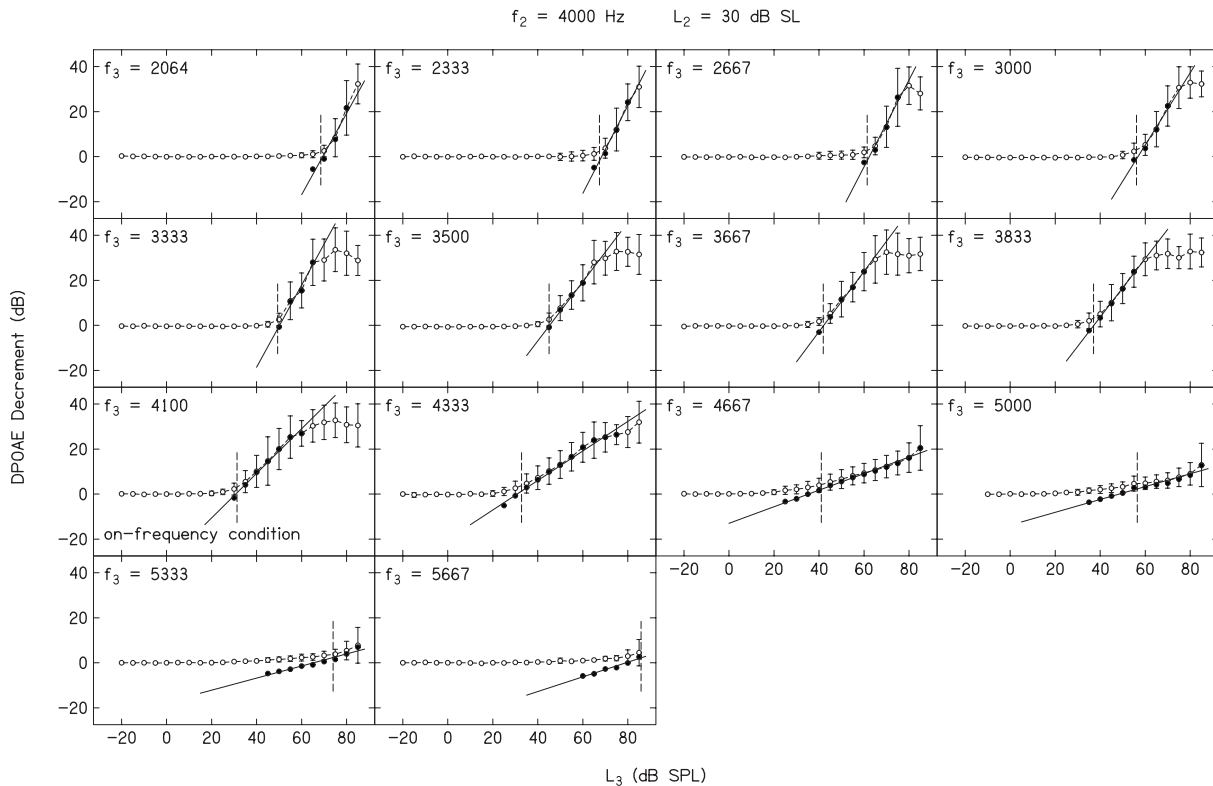 f₂ = 4000 Hz L₂ = 30 dB SL
DPOAE Decrement (dB)
f₃ = 2064
f₃ = 2333
f₃ = 2667
f₃ = 3000
40
20
0
−20
f₃ = 3333
f₃ = 3500
f₃ = 3667
f₃ = 3833
40
20
0
−20
f₃ = 4100
f₃ = 4333
f₃ = 4667
f₃ = 5000
40
20
0
−20
on-frequency condition
−20 0 20 40 60 80
−20 0 20 40 60 80
f₃ = 5333
f₃ = 5667
40
20
0
−20
−20 0 20 40 60 80
−20 0 20 40 60 80
L₃ (dB SPL)